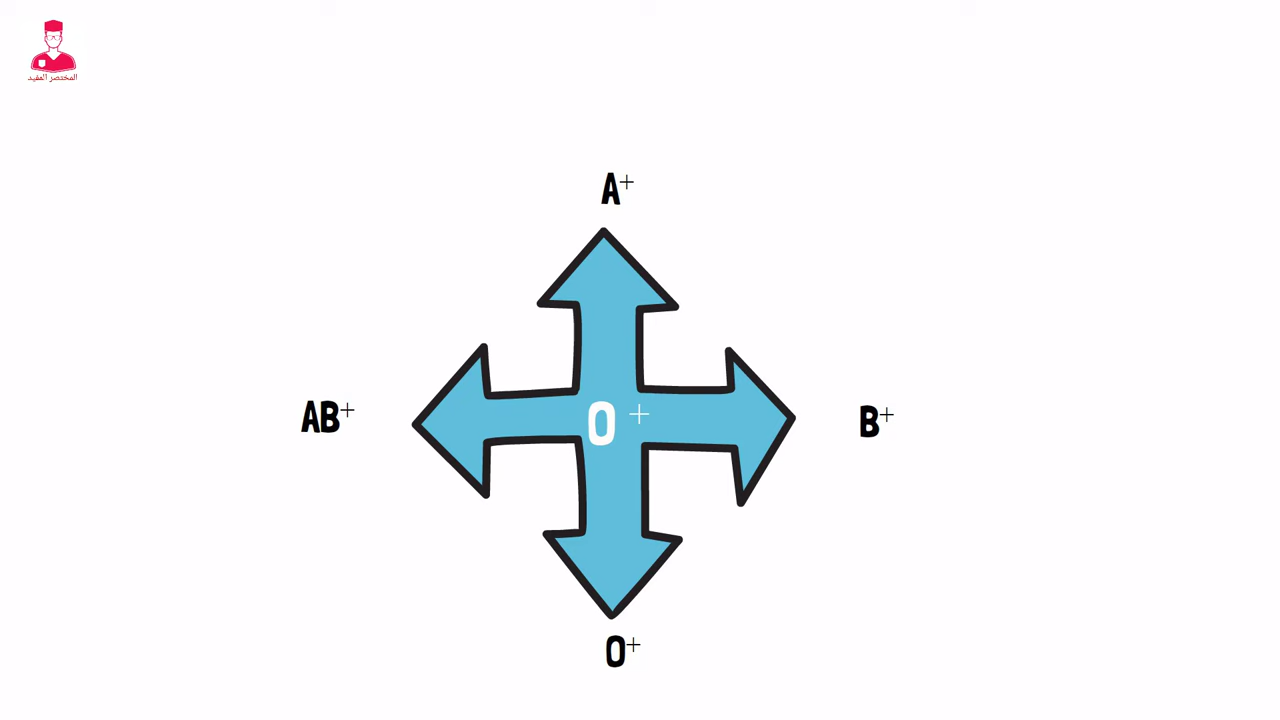 المختصر المفيد
A+
AB+
O +
B+
O+